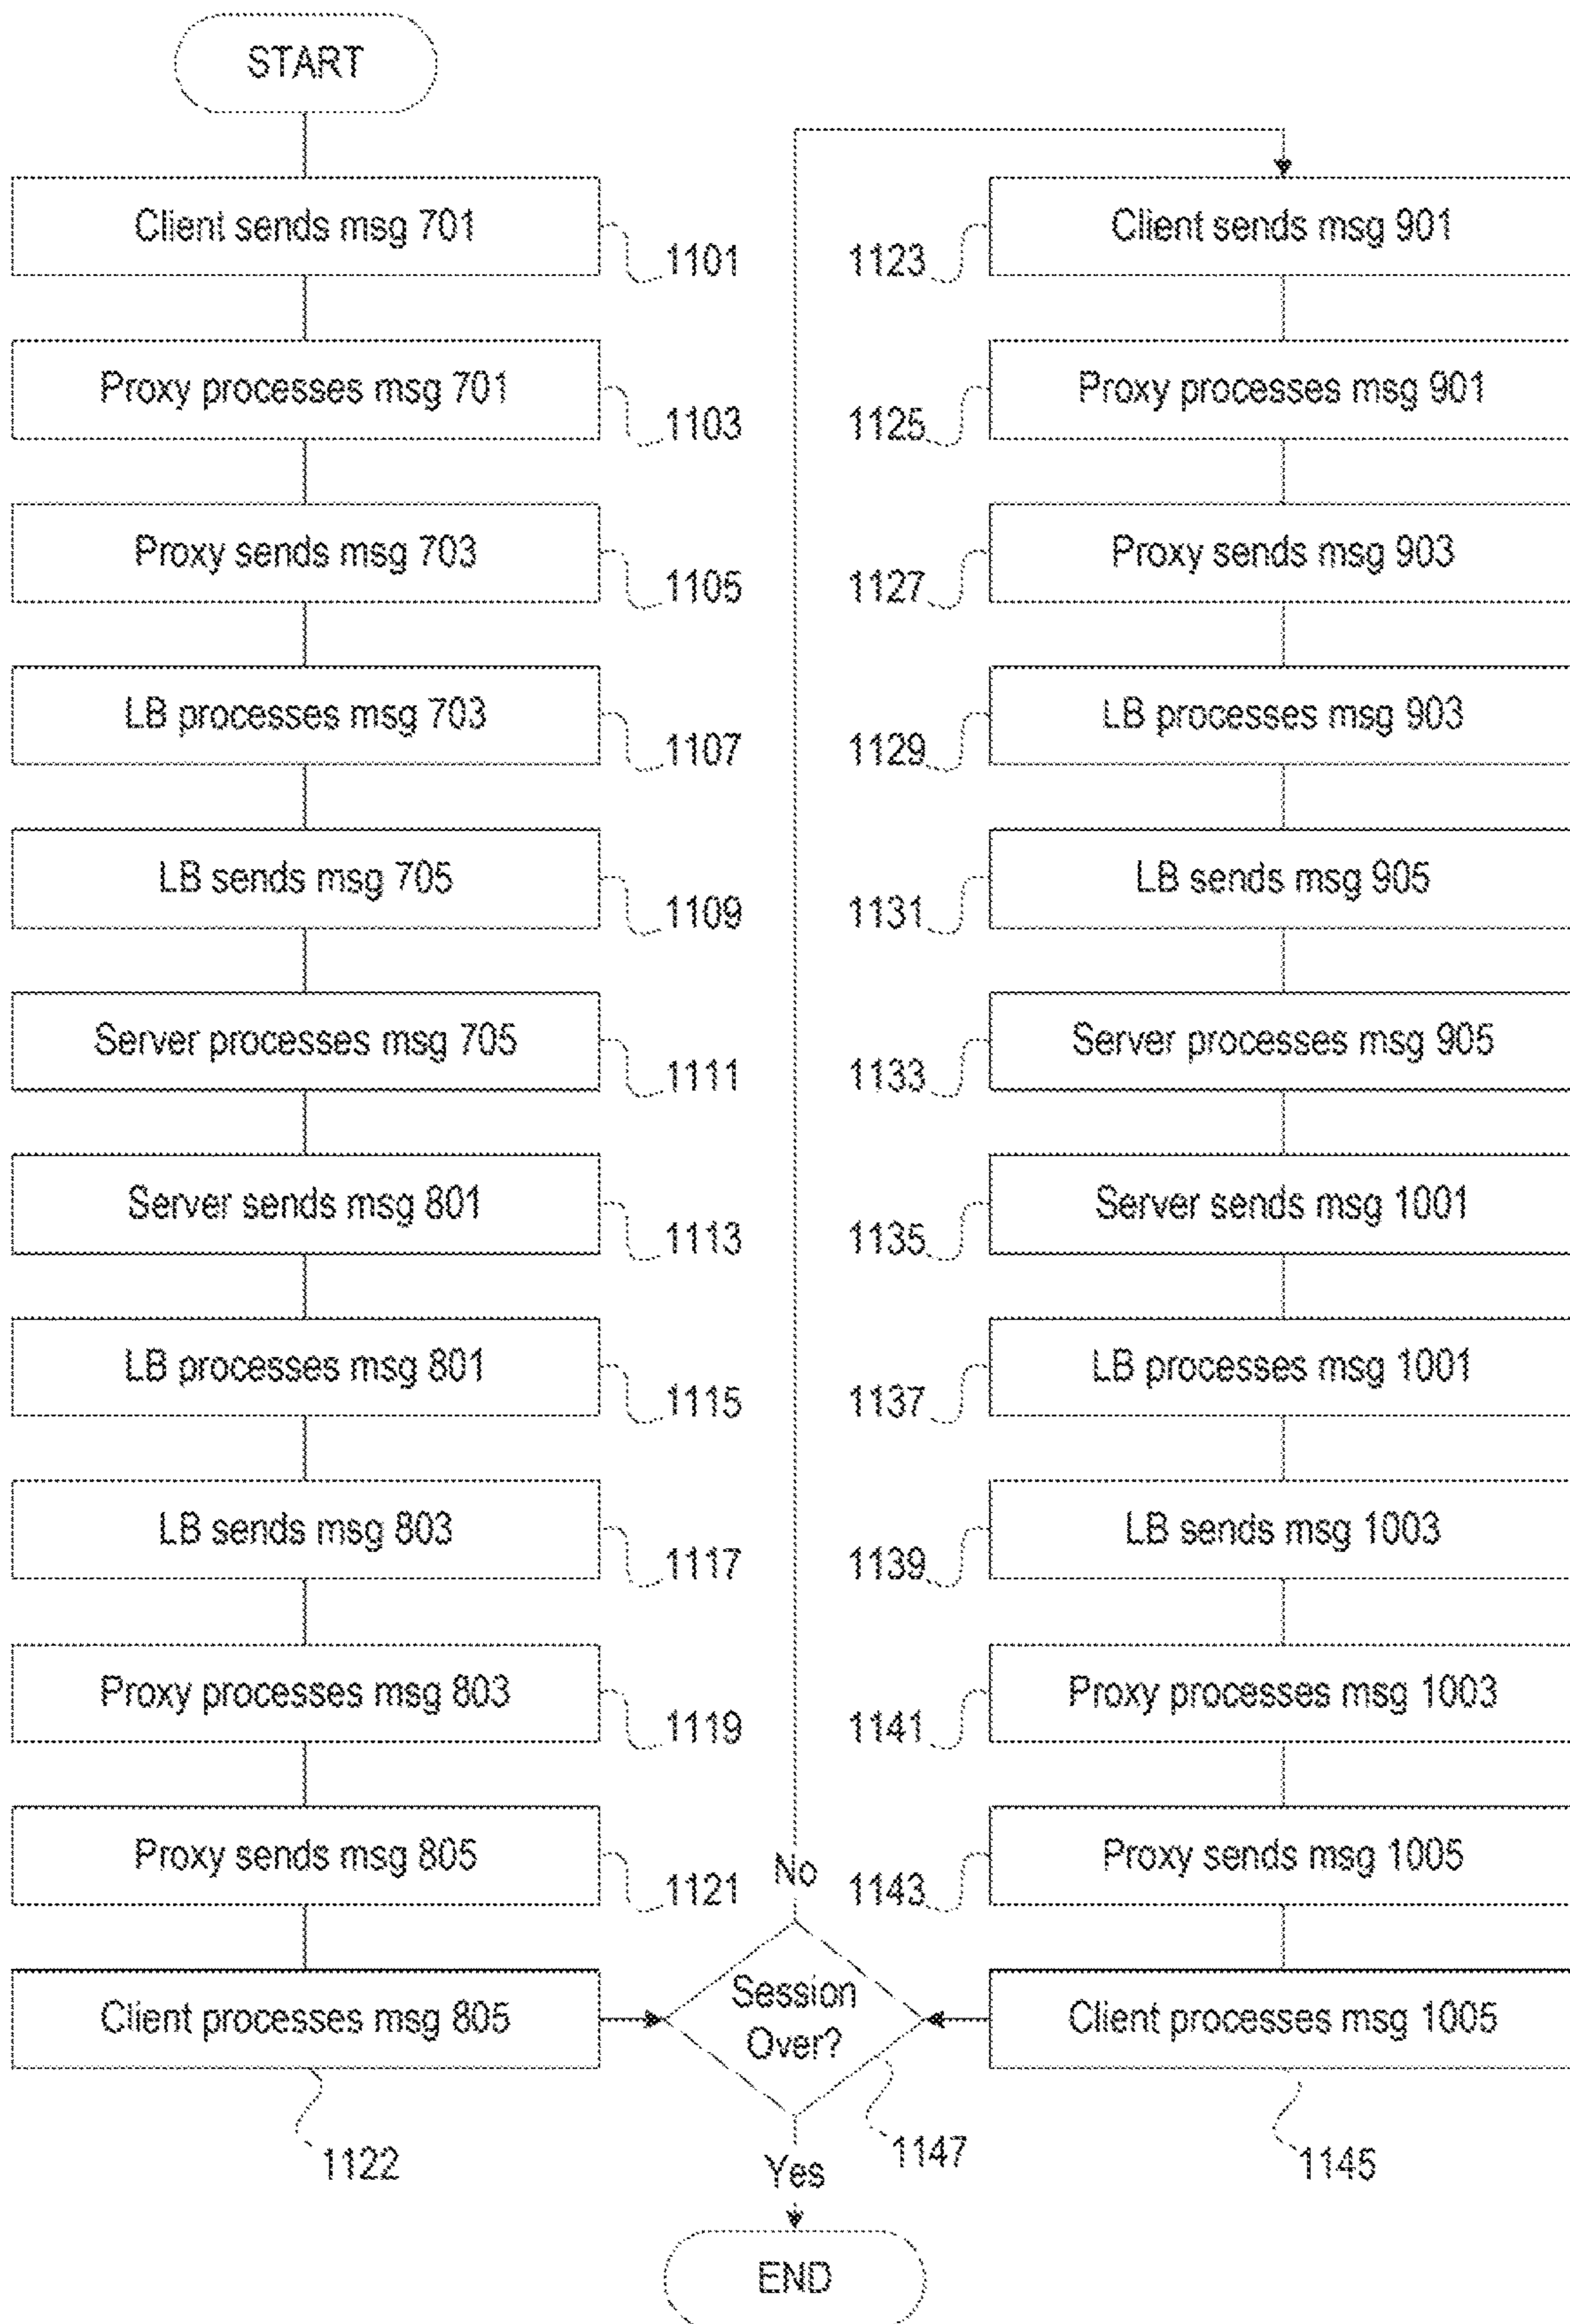 START
Client sends msg 701
1101
Proxy processes msg 701
1103
Proxy sends msg 703
1105
LB processes msg 703
1107
LB sends msg 705
1109
Server processes msg 705
1111
Server sends msg 801
1113
LB processes msg 801
1115
LB sends msg 803
1117
Proxy processes msg 803
1119
Proxy sends msg 805
1121
Client processes msg 805
1122
Client sends msg 901
1123
Proxy processes msg 901
1125
Proxy sends msg 903
1127
LB processes msg 903
1129
LB sends msg 905
1131
Server processes msg 905
1133
Server sends msg 1001
1135
LB processes msg 1001
1137
LB sends msg 1003
1139
Proxy processes msg 1003
1141
Proxy sends msg 1005
1143
Client processes msg 1005
1145
No
Session
Over?
1147
Yes
END